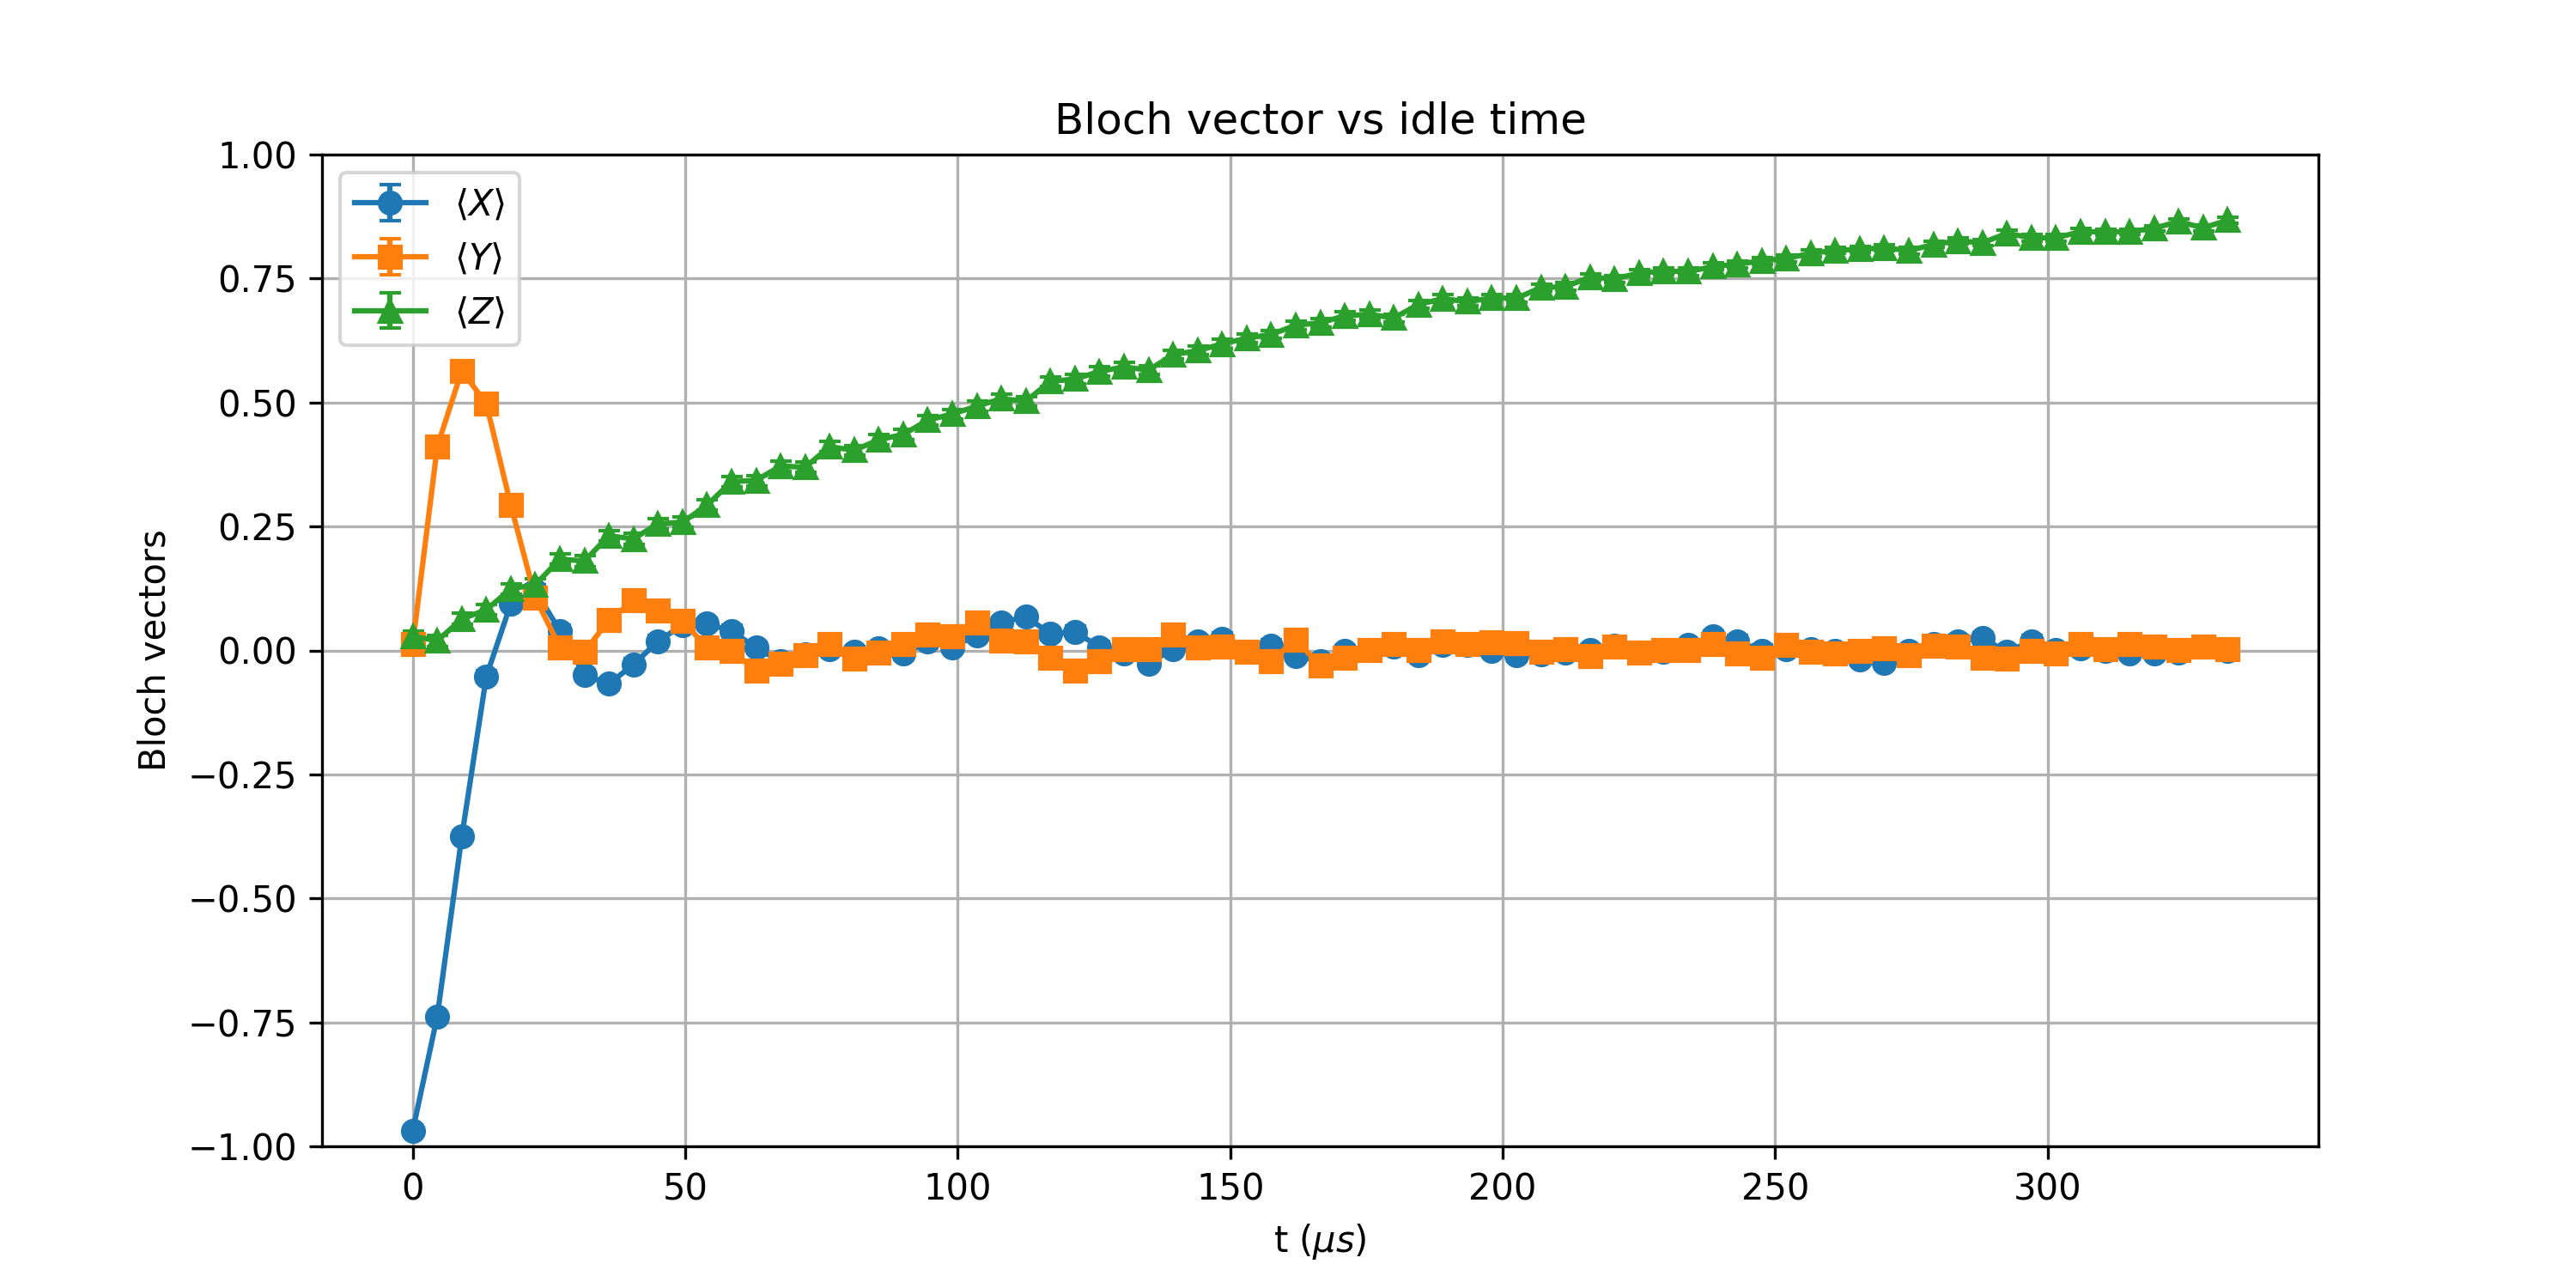 Bloch vector vs idle time
1.00
0.75
0.50
0.25
0.00
−0.25
−0.50
−0.75
−1.00
Bloch vectors
⟨X⟩
⟨Y⟩
⟨Z⟩
0 50 100 150 200 250 300
t (μs)